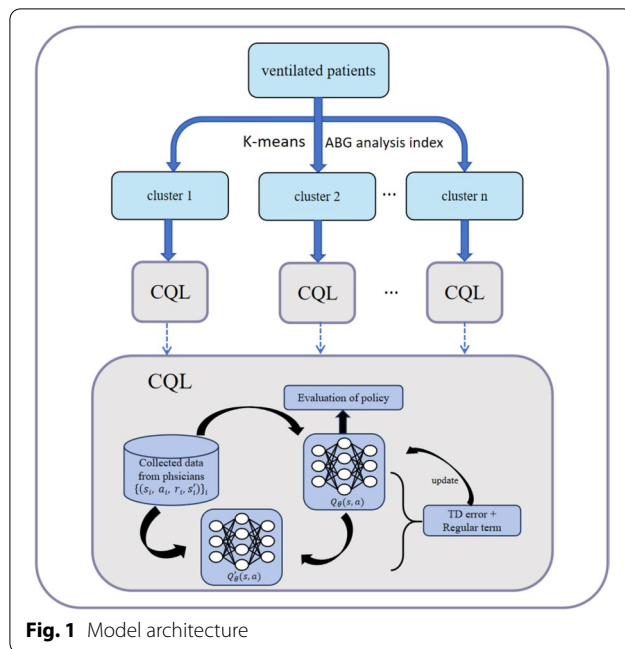 ventilated patients
K-means ABG analysis index
cluster 1
cluster 2
...
cluster n
CQL
CQL
...
CQL
CQL
Evaluation of policy
Collected data
from phsicians
{(sᵢ, aᵢ, rᵢ, s′ᵢ)}ᵢ
Q_θ(s, a)
update
TD error +
Regular term
Q′_θ(s, a)
Fig. 1 Model architecture